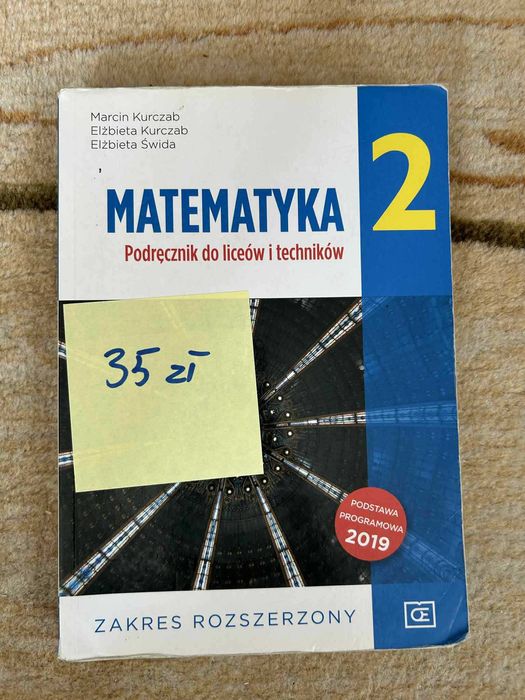 Marcin Kurczab
Elżbieta Kurczab
Elżbieta Świda
MATEMATYKA
2
Podręcznik do liceów i techników
35 zł
PODSTAWA
PROGRAMOWA
2019
ZAKRES ROZSZERZONY
OE